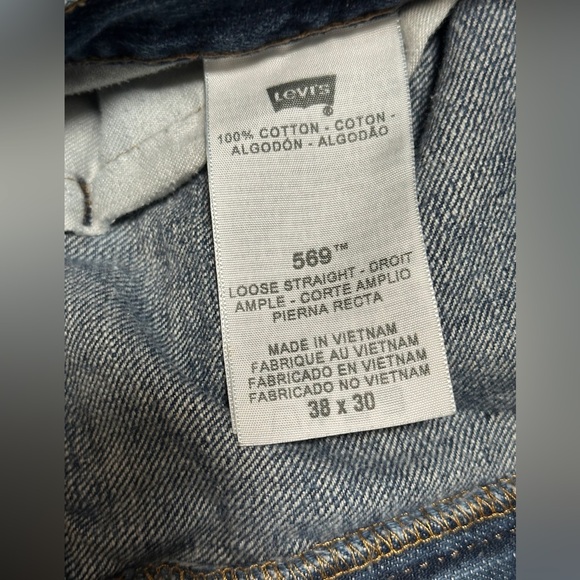 Levi's
100% COTTON - COTON -
ALGODÓN - ALGODÃO
569™
LOOSE STRAIGHT - DROIT
AMPLE - CORTE AMPLIO
PIERNA RECTA
MADE IN VIETNAM
FABRIQUE AU VIETNAM
FABRICADO EN VIETNAM
FABRICADO NO VIETNAM
38 x 30